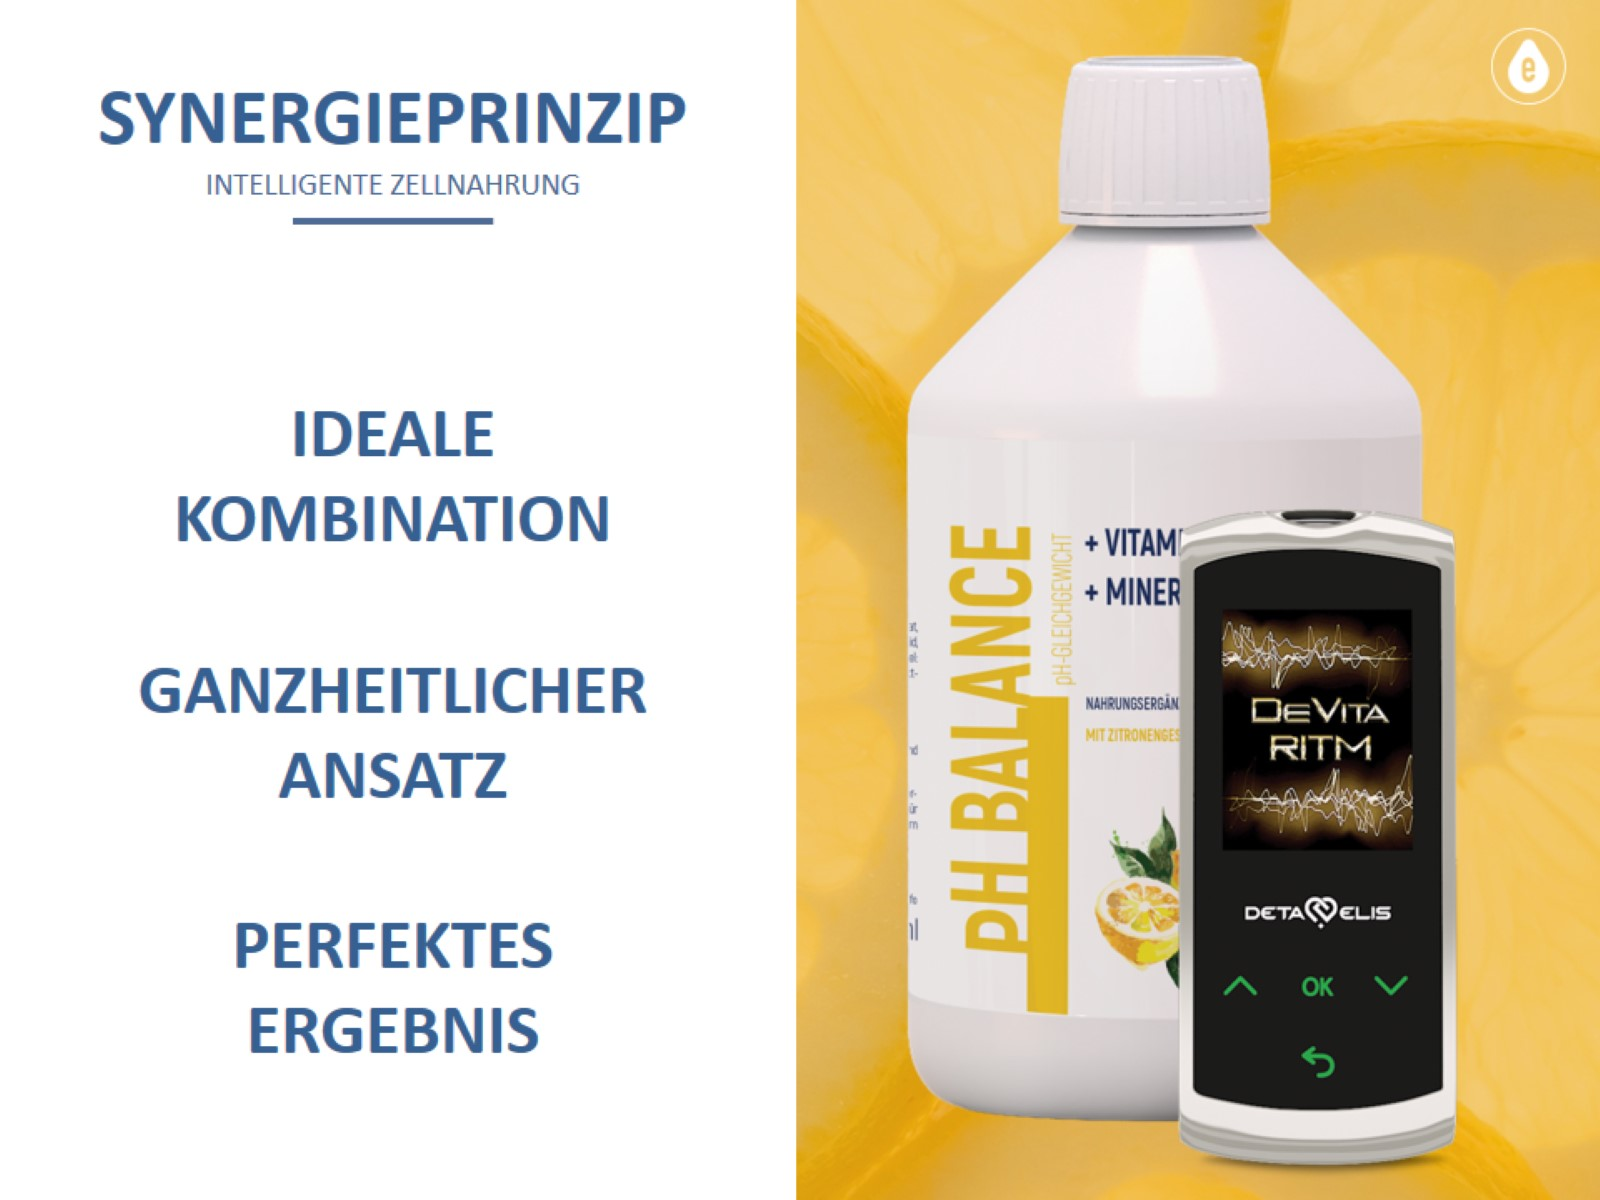 SYNERGIEPRINZIP
INTELLIGENTE ZELLNAHRUNG
IDEALE
KOMBINATION
GANZHEITLICHER
ANSATZ
PERFEKTES
ERGEBNIS
e
pH BALANCE
pH-GLEICHGEWICHT
+ VITAM
+ MINER
NAHRUNGSERGÄN
MIT ZITRONENGES
DEVITA
RITM
DETA ELIS
OK